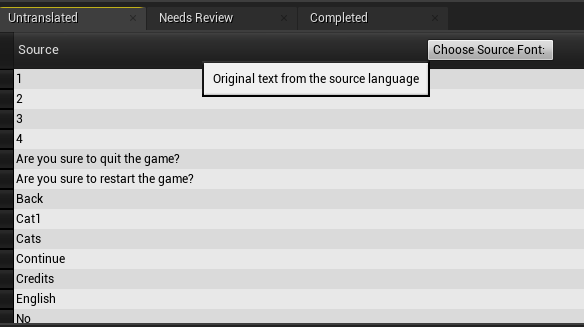 Untranslated × Needs Review × Completed ×
Source Choose Source Font:
Original text from the source language
1
2
3
4
Are you sure to quit the game?
Are you sure to restart the game?
Back
Cat1
Cats
Continue
Credits
English
No